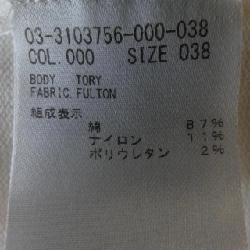 03-3103756-000-038
COL.000 SIZE 038
BODY TORY
FABRIC.FULTON
組成表示
綿 87%
ナイロン 11%
ポリウレタン 2%